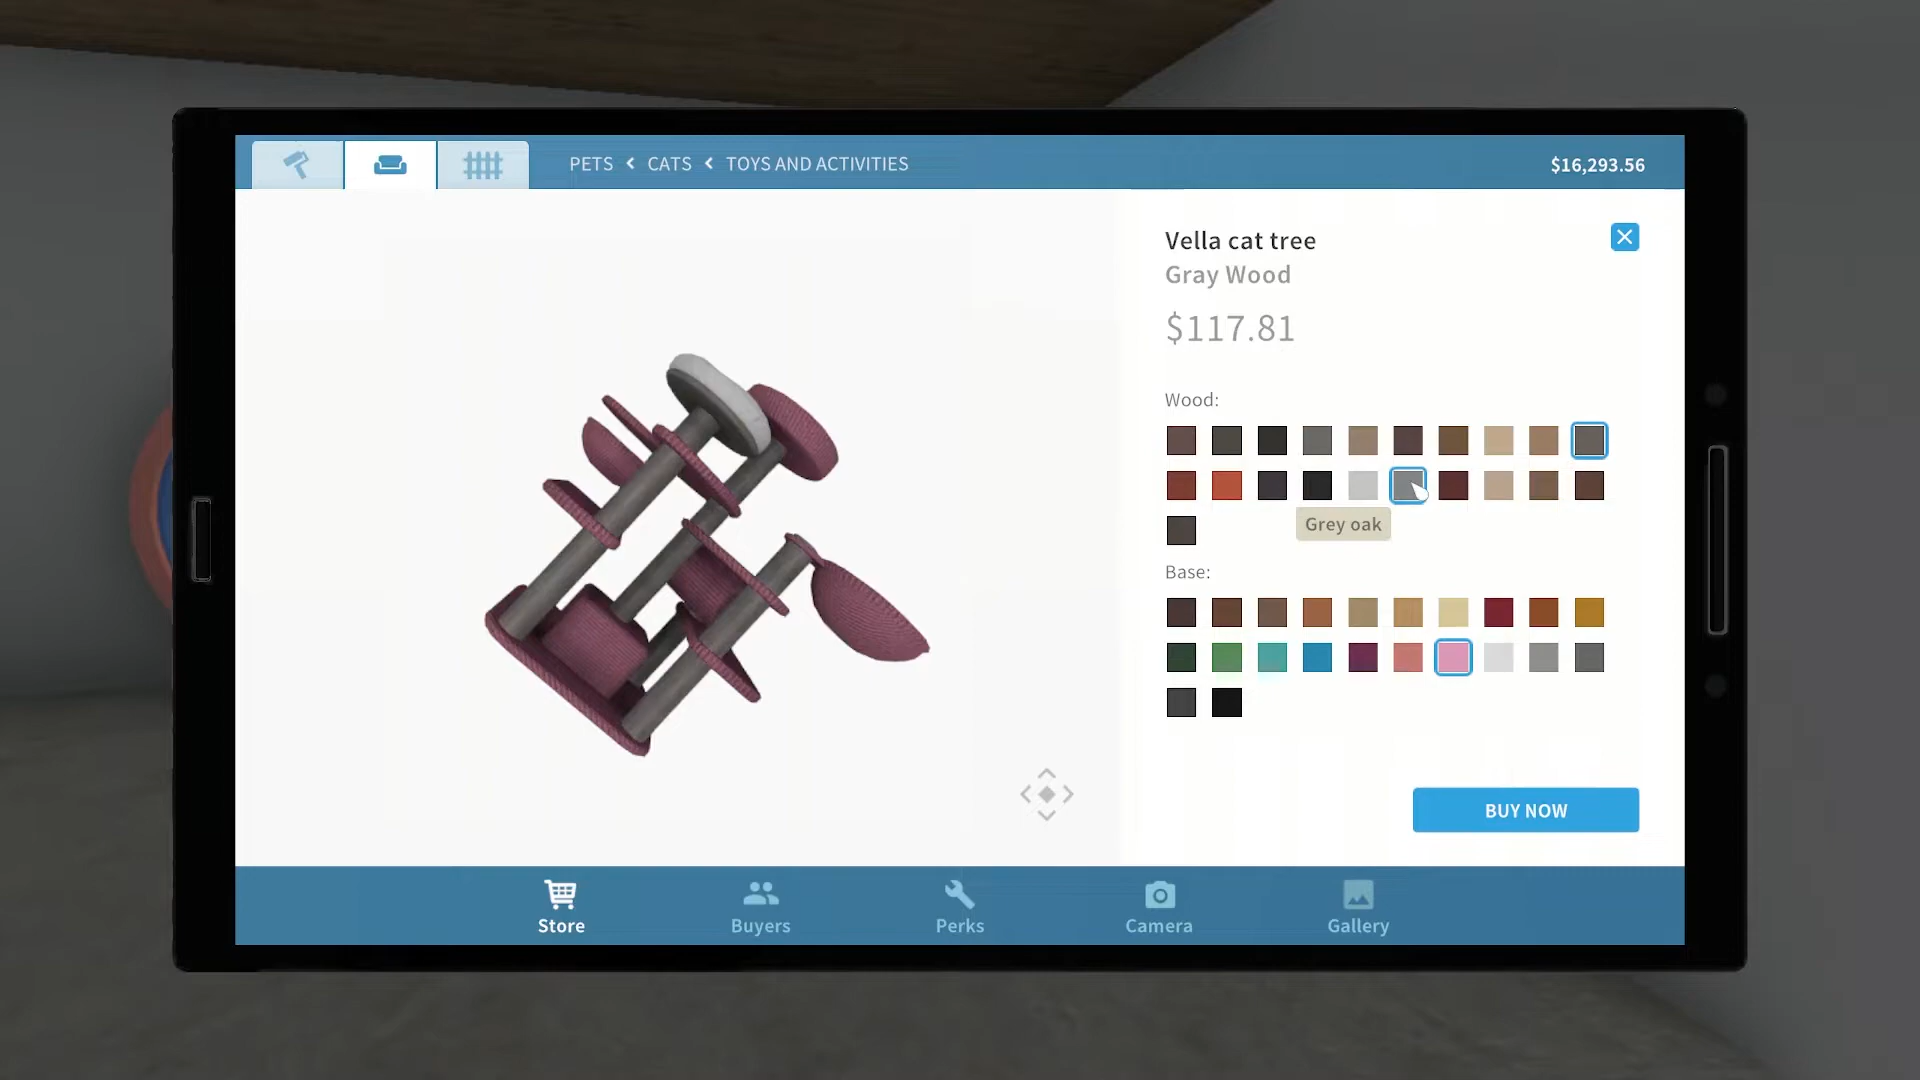 PETS < CATS < TOYS AND ACTIVITIES
$16,293.56
Vella cat tree
Gray Wood
$117.81
Wood:
Grey oak
Base:
BUY NOW
Store
Buyers
Perks
Camera
Gallery